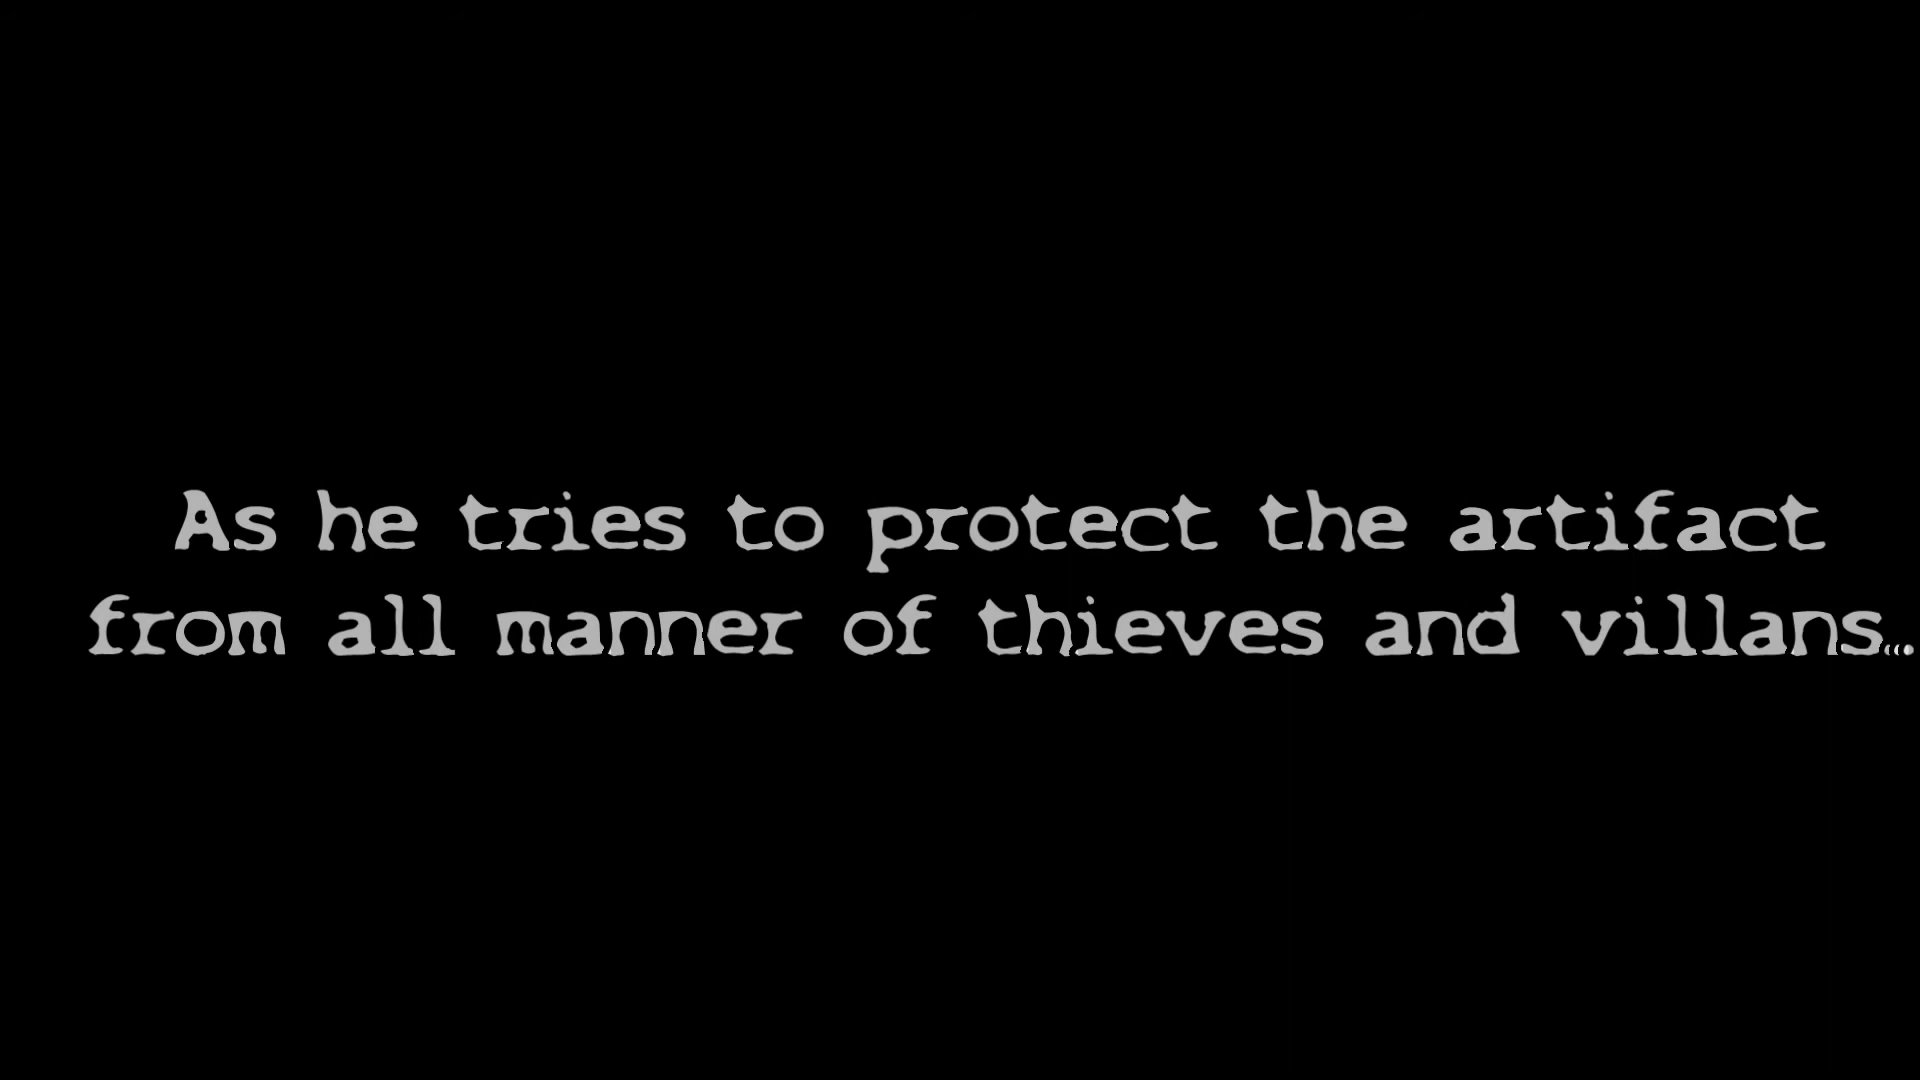 As he tries to protect the artifact
from all manner of thieves and villans...